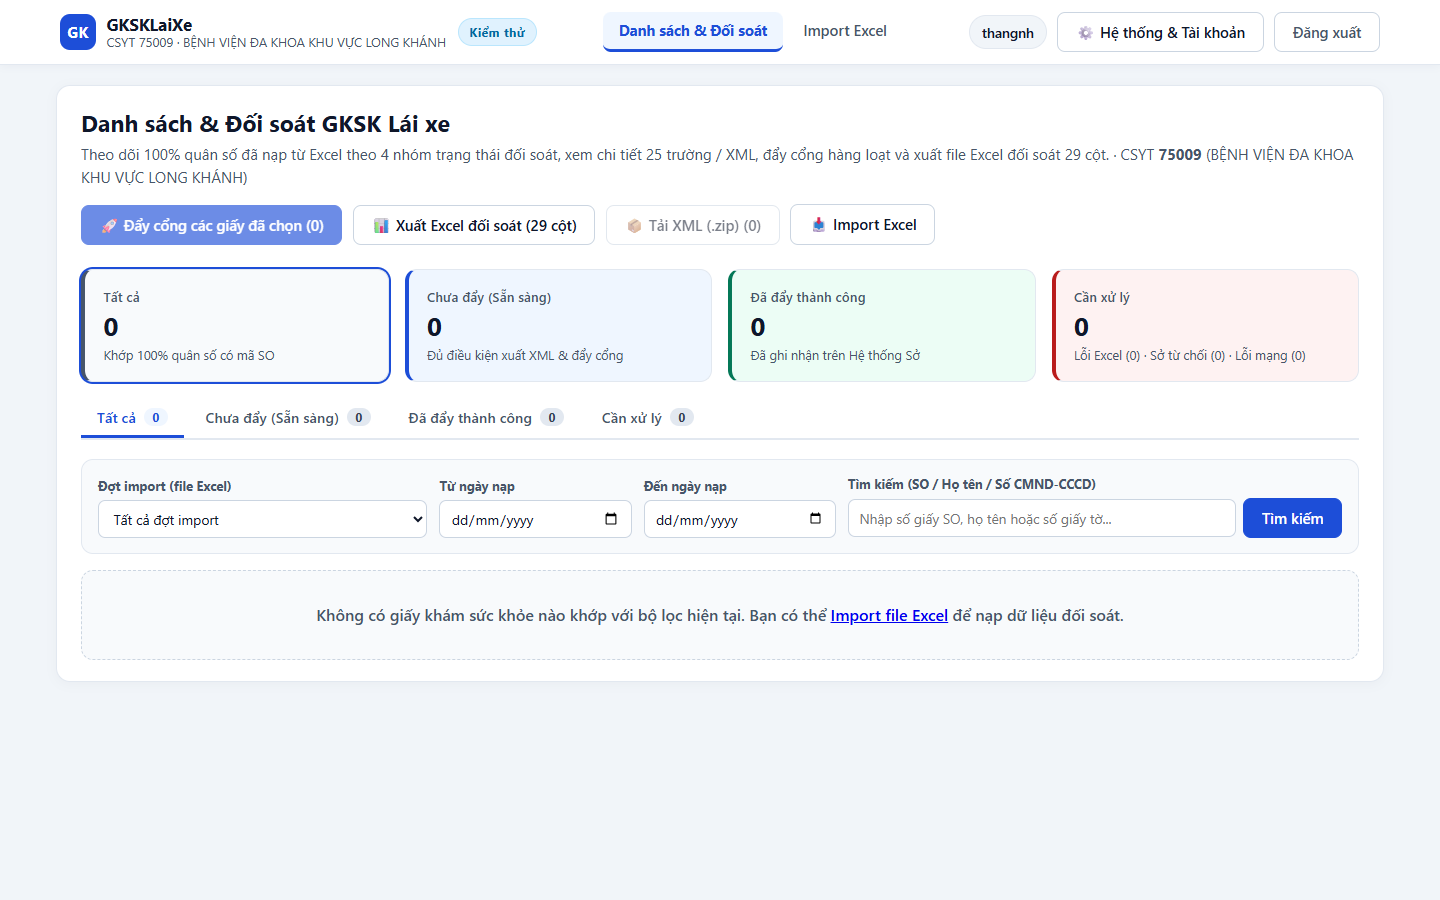 GK
GKSKLaiXe
CSYT 75009 · BỆNH VIỆN ĐA KHOA KHU VỰC LONG KHÁNH
Kiểm thử
Danh sách & Đối soát
Import Excel
thangnh
Hệ thống & Tài khoản
Đăng xuất
Danh sách & Đối soát GKSK Lái xe
Theo dõi 100% quân số đã nạp từ Excel theo 4 nhóm trạng thái đối soát, xem chi tiết 25 trường / XML, đẩy cổng hàng loạt và xuất file Excel đối soát 29 cột. · CSYT 75009 (BỆNH VIỆN ĐA KHOA
KHU VỰC LONG KHÁNH)
Đẩy cổng các giấy đã chọn (0)
Xuất Excel đối soát (29 cột)
Tải XML (.zip) (0)
Import Excel
Tất cả
0
Khớp 100% quân số có mã SO
Chưa đẩy (Sẵn sàng)
0
Đủ điều kiện xuất XML & đẩy cổng
Đã đẩy thành công
0
Đã ghi nhận trên Hệ thống Sở
Cần xử lý
0
Lỗi Excel (0) · Sở từ chối (0) · Lỗi mạng (0)
Tất cả 0
Chưa đẩy (Sẵn sàng) 0
Đã đẩy thành công 0
Cần xử lý 0
Đợt import (file Excel)
Tất cả đợt import
Từ ngày nạp
dd/mm/yyyy
Đến ngày nạp
dd/mm/yyyy
Tìm kiếm (SO / Họ tên / Số CMND-CCCD)
Nhập số giấy SO, họ tên hoặc số giấy tờ...
Tìm kiếm
Không có giấy khám sức khỏe nào khớp với bộ lọc hiện tại. Bạn có thể Import file Excel để nạp dữ liệu đối soát.